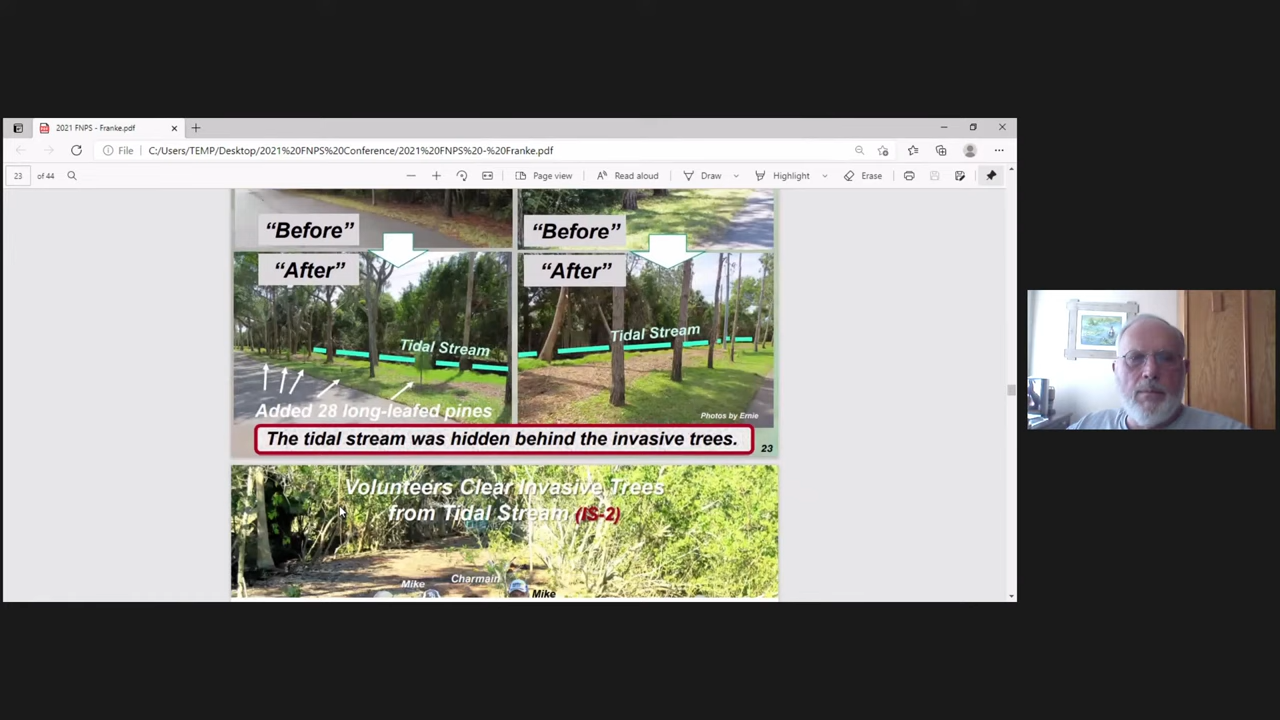 2021 FNPS - Franke.pdf
File C:/Users/TEMP/Desktop/2021%20FNPS%20Conference/2021%20FNPS%20-%20Franke.pdf
23 of 44 Page view Read aloud Draw Highlight Erase
“Before” “Before”
“After” “After”
Tidal Stream
Tidal Stream
Added 28 long-leafed pines
Photos by Ernie
The tidal stream was hidden behind the invasive trees.
23
Volunteers Clear Invasive Trees
from Tidal Stream (IS-2)
Mike Charmain
Mike